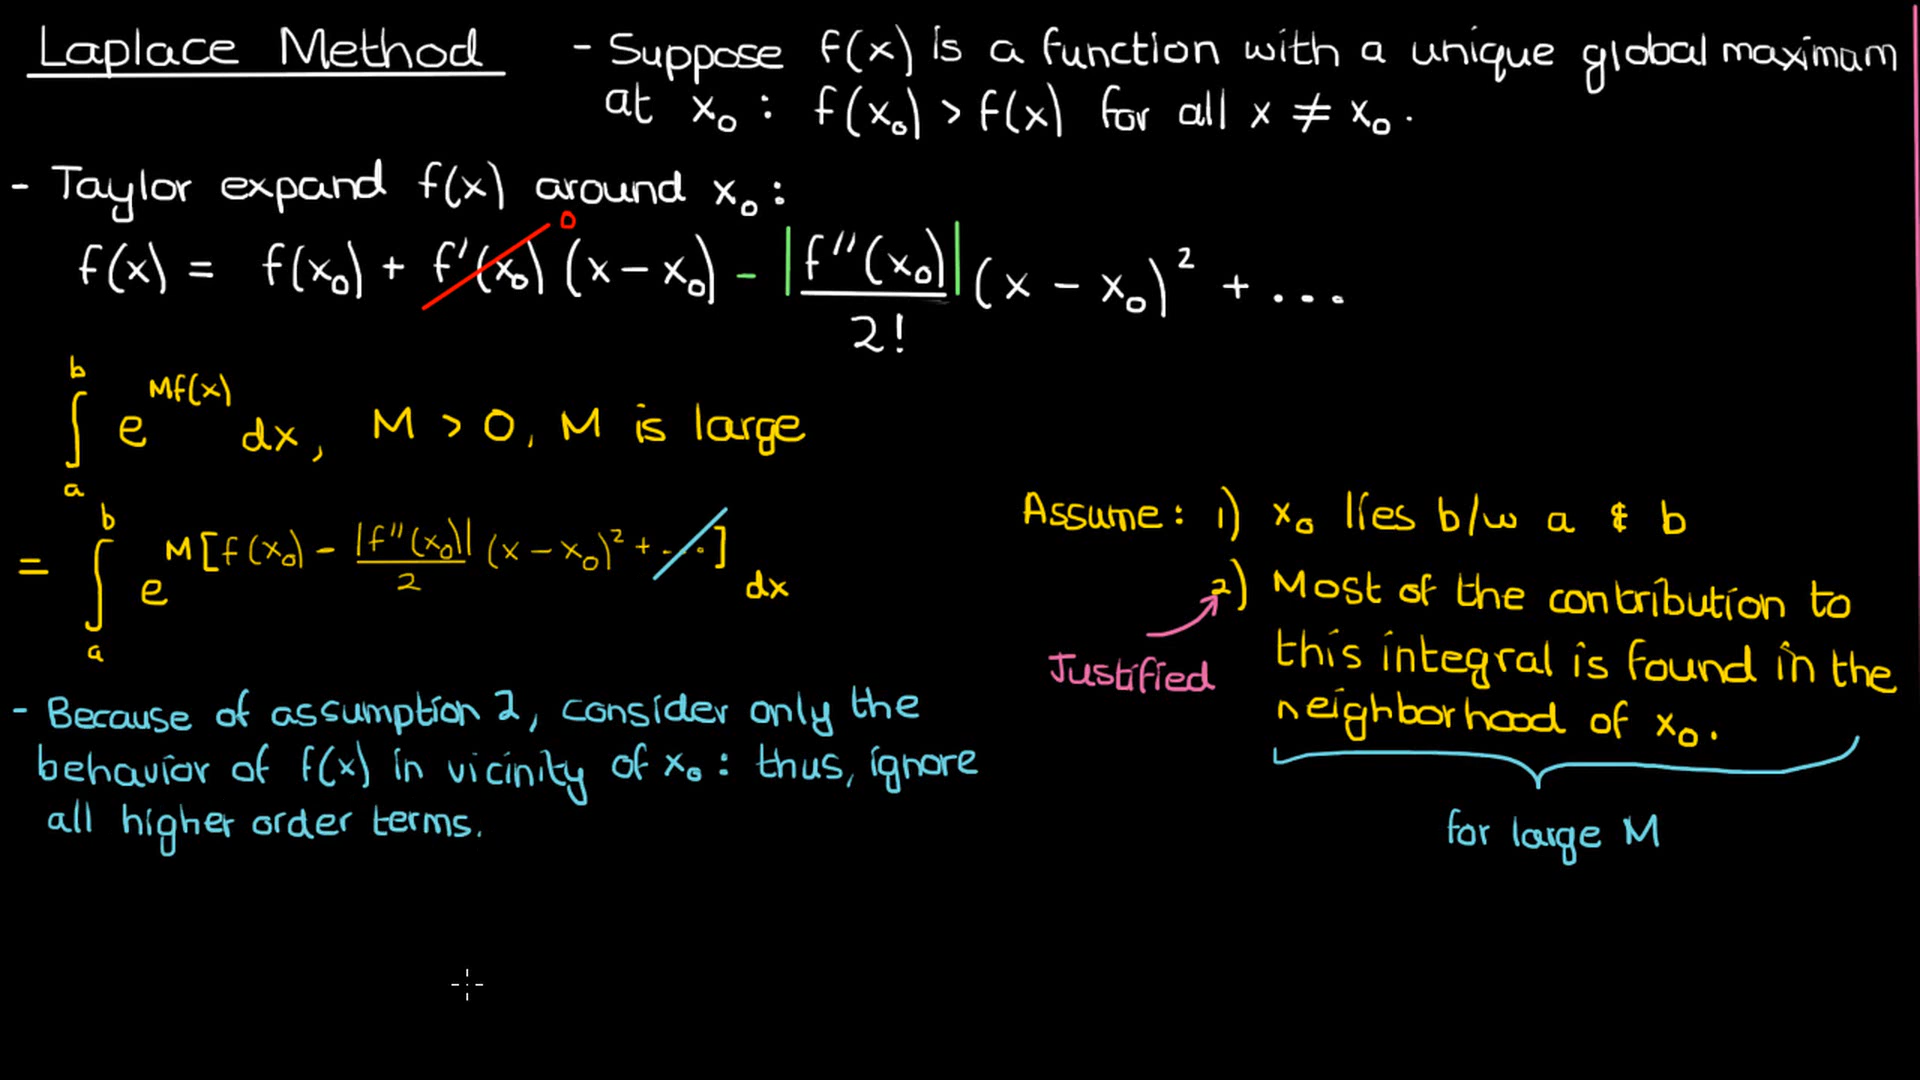 Laplace Method
- Suppose f(x) is a function with a unique global maximum
at x₀ : f(x₀) > f(x) for all x ≠ x₀.
- Taylor expand f(x) around x₀ :
f(x) = f(x₀) + f'(x₀) (x - x₀) - |f''(x₀)|/2! (x - x₀)² + ...
0
∫ₐᵇ e^{Mf(x)} dx, M > 0, M is large
= ∫ₐᵇ e^{M[f(x₀) - |f''(x₀)|/2 (x - x₀)² + ...]} dx
Assume: 1) x₀ lies b/w a & b
2) Most of the contribution to
this integral is found in the
neighborhood of x₀.
Justified
for large M
- Because of assumption 2, consider only the
behavior of f(x) in vicinity of x₀ : thus, ignore
all higher order terms.